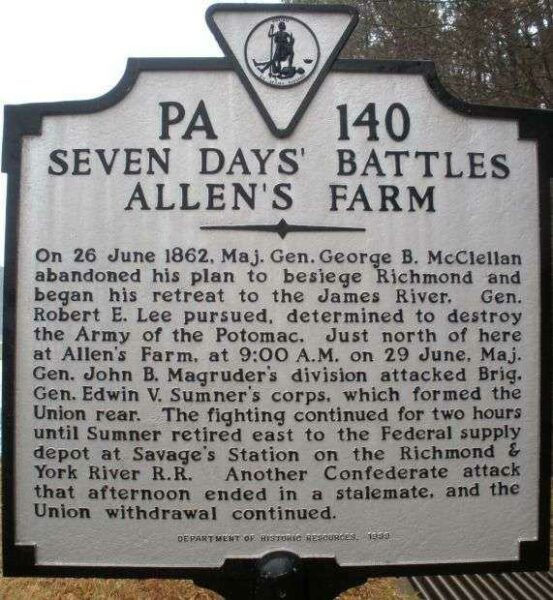 PA 140
SEVEN DAYS' BATTLES
ALLEN'S FARM
On 26 June 1862, Maj. Gen. George B. McClellan
abandoned his plan to besiege Richmond and
began his retreat to the James River. Gen.
Robert E. Lee pursued, determined to destroy
the Army of the Potomac. Just north of here
at Allen's Farm, at 9:00 A.M. on 29 June, Maj.
Gen. John B. Magruder's division attacked Brig.
Gen. Edwin V. Sumner's corps, which formed the
Union rear. The fighting continued for two hours
until Sumner retired east to the Federal supply
depot at Savage's Station on the Richmond &
York River R.R. Another Confederate attack
that afternoon ended in a stalemate, and the
Union withdrawal continued.
DEPARTMENT OF HISTORIC RESOURCES, 1993